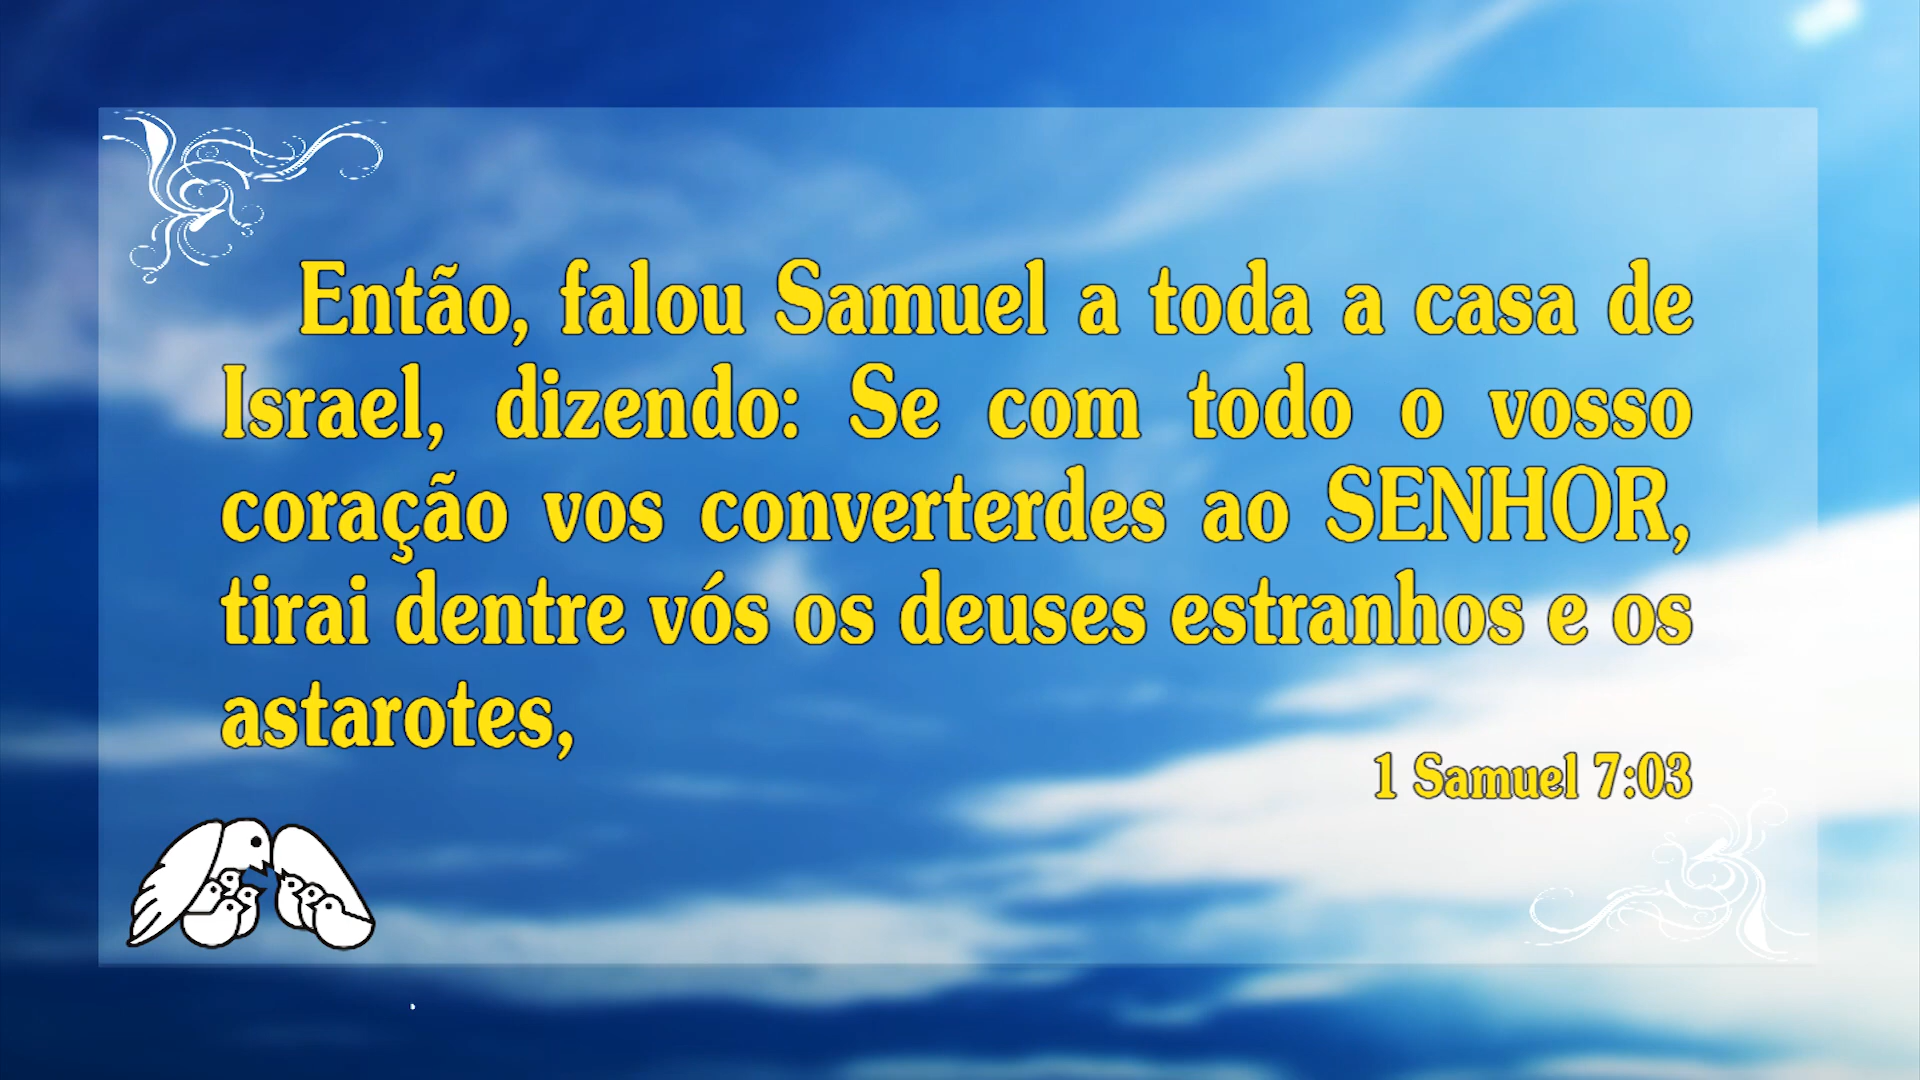 Então, falou Samuel a toda a casa de
Israel, dizendo: Se com todo o vosso
coração vos converterdes ao SENHOR,
tirai dentre vós os deuses estranhos e os
astarotes,
1 Samuel 7:03